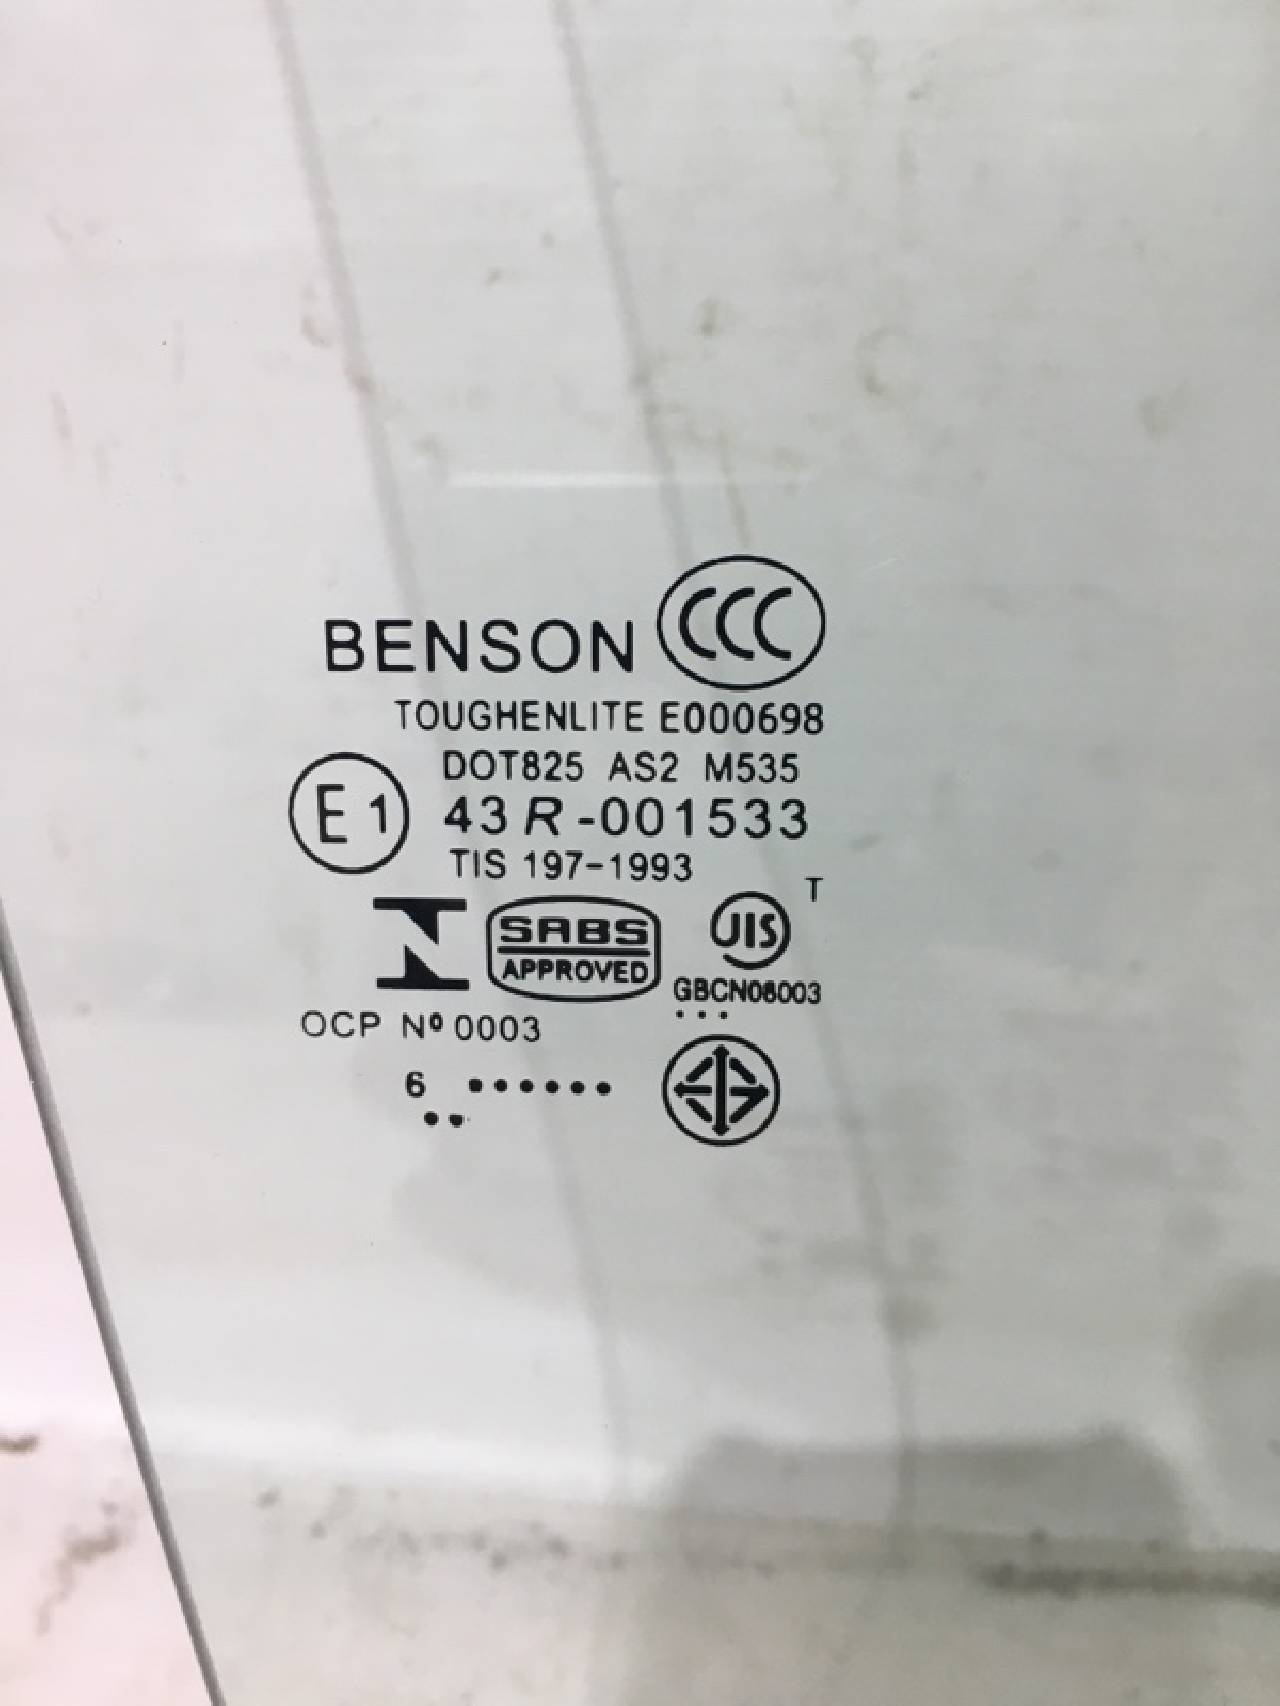 BENSON CCC
TOUGHENLITE E000698
DOT825 AS2 M535
E1 43R-001533
TIS 197-1993
T
SABS JIS
APPROVED
GBCN08003
OCP Nº 0003
6 ······
··